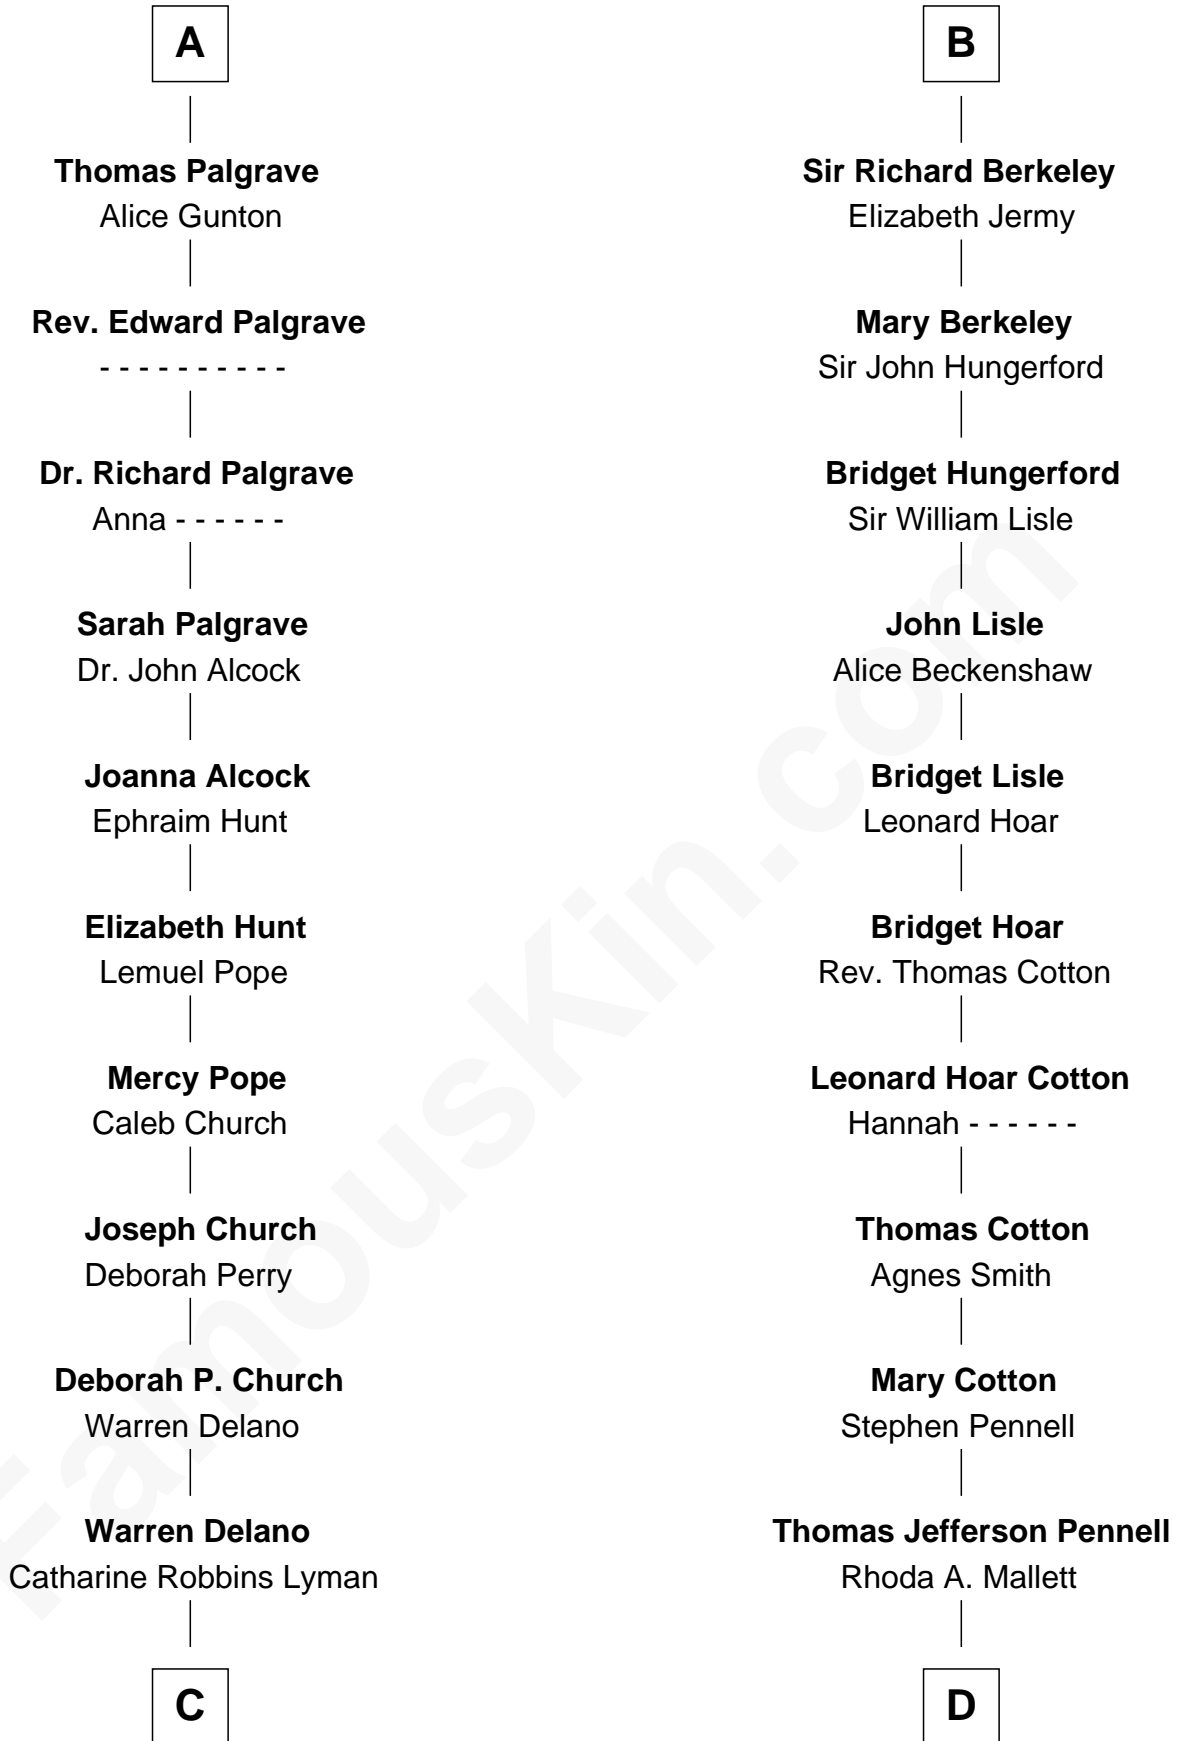 A
Thomas Palgrave
Alice Gunton
Rev. Edward Palgrave
- - - - - - - - - -
Dr. Richard Palgrave
Anna - - - - - -
Sarah Palgrave
Dr. John Alcock
Joanna Alcock
Ephraim Hunt
Elizabeth Hunt
Lemuel Pope
Mercy Pope
Caleb Church
Joseph Church
Deborah Perry
Deborah P. Church
Warren Delano
Warren Delano
Catharine Robbins Lyman
C
B
Sir Richard Berkeley
Elizabeth Jermy
Mary Berkeley
Sir John Hungerford
Bridget Hungerford
Sir William Lisle
John Lisle
Alice Beckenshaw
Bridget Lisle
Leonard Hoar
Bridget Hoar
Rev. Thomas Cotton
Leonard Hoar Cotton
Hannah - - - - - -
Thomas Cotton
Agnes Smith
Mary Cotton
Stephen Pennell
Thomas Jefferson Pennell
Rhoda A. Mallett
D
FamousKin.com